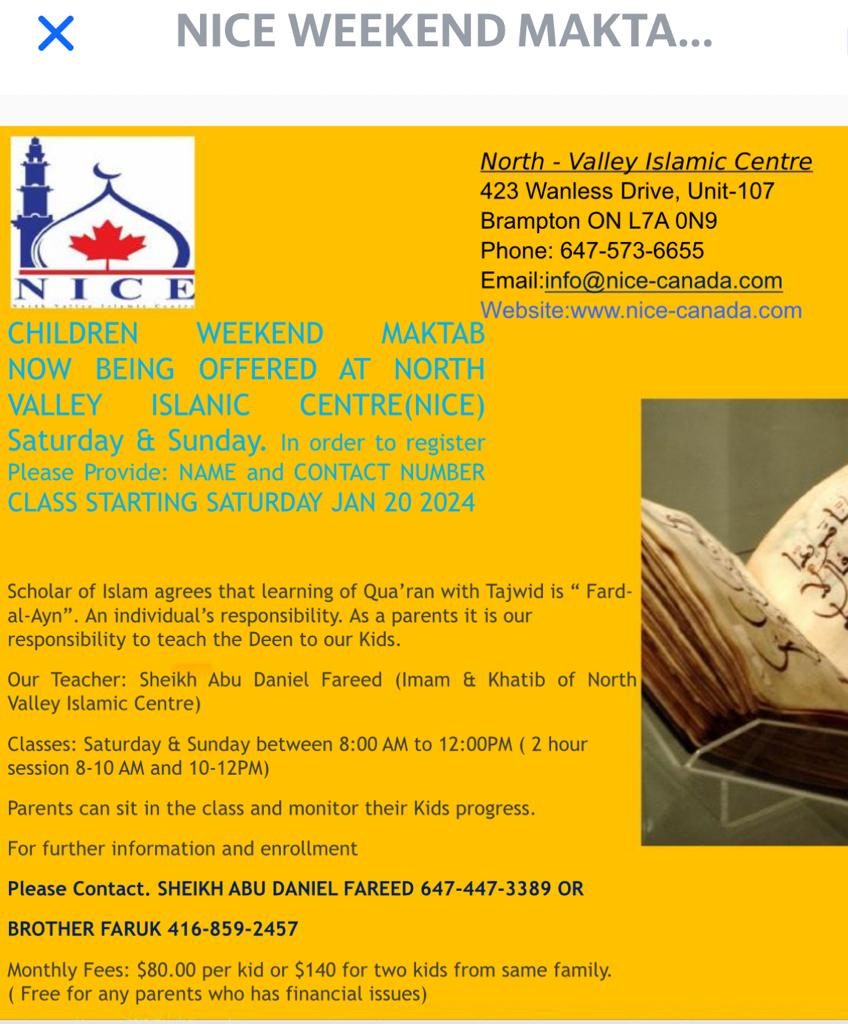 NICE WEEKEND MAKTA...
NICE
North Valley Islamic Centre
North - Valley Islamic Centre
423 Wanless Drive, Unit-107
Brampton ON L7A 0N9
Phone: 647-573-6655
Email:info@nice-canada.com
Website:www.nice-canada.com
CHILDREN WEEKEND MAKTAB
NOW BEING OFFERED AT NORTH
VALLEY ISLANIC CENTRE(NICE)
Saturday & Sunday. In order to register
Please Provide: NAME and CONTACT NUMBER
CLASS STARTING SATURDAY JAN 20 2024
Scholar of Islam agrees that learning of Qua’ran with Tajwid is “ Fard-
al-Ayn”. An individual’s responsibility. As a parents it is our
responsibility to teach the Deen to our Kids.
Our Teacher: Sheikh Abu Daniel Fareed (Imam & Khatib of North
Valley Islamic Centre)
Classes: Saturday & Sunday between 8:00 AM to 12:00PM ( 2 hour
session 8-10 AM and 10-12PM)
Parents can sit in the class and monitor their Kids progress.
For further information and enrollment
Please Contact. SHEIKH ABU DANIEL FAREED 647-447-3389 OR
BROTHER FARUK 416-859-2457
Monthly Fees: $80.00 per kid or $140 for two kids from same family.
( Free for any parents who has financial issues)